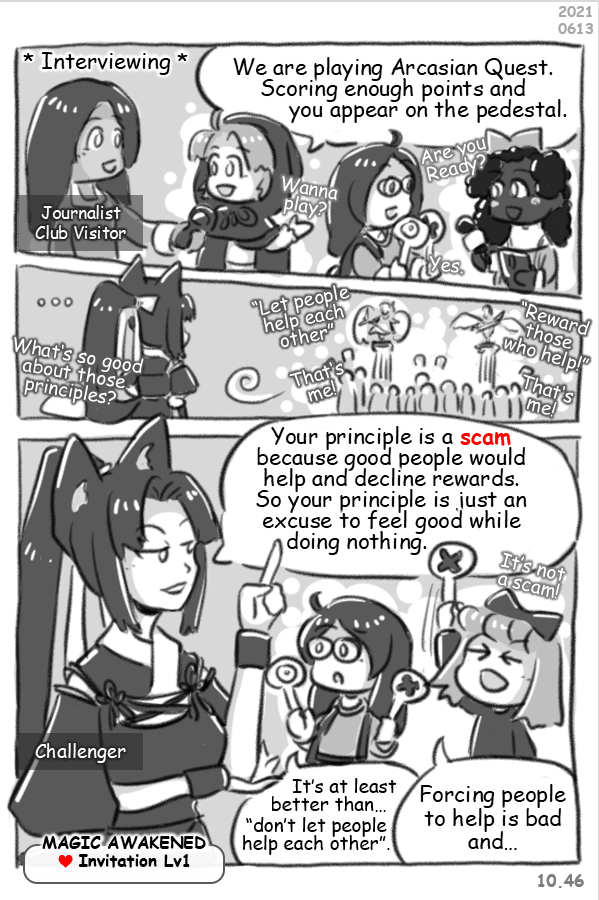 2021
0613
* Interviewing *
We are playing Arcasian Quest.
Scoring enough points and
you appear on the pedestal.
Wanna
play?
Are you
Ready?
Yes.
Journalist
Club Visitor
...
What's so good
about those
principles?
"Let people
help each
other"
That's
me!
"Reward
those
who help!"
That's
me!
Your principle is a scam
because good people would
help and decline rewards.
So your principle is just an
excuse to feel good while
doing nothing.
It's not
a scam!
Challenger
It's at least
better than...
"don't let people
help each other".
Forcing people
to help is bad
and...
MAGIC AWAKENED
♥ Invitation Lv1
10.46